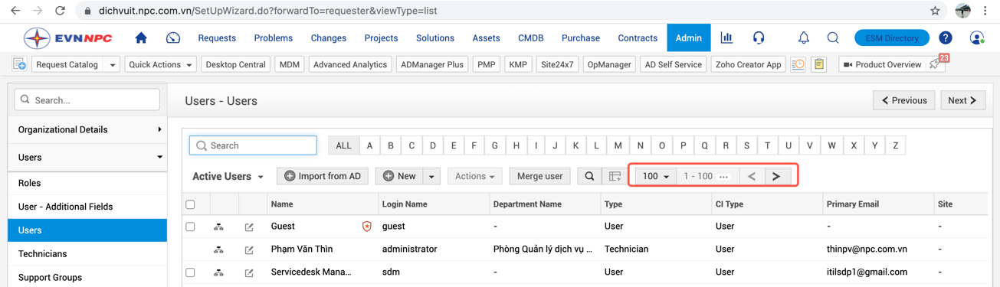 dichvuit.npc.com.vn/SetUpWizard.do?forwardTo=requester&viewType=list
EVNNPC Requests Problems Changes Projects Solutions Assets CMDB Purchase Contracts Admin ESM Directory ?
Request Catalog Quick Actions Desktop Central MDM Advanced Analytics ADManager Plus PMP KMP Site24x7 OpManager AD Self Service Zoho Creator App Product Overview 23
Search...
Users - Users Previous Next
Organizational Details
Search ALL A B C D E F G H I J K L M N O P Q R S T U V W X Y Z
Users
Active Users Import from AD New Actions Merge user 100 1 - 100 ...
Roles
User - Additional Fields
Users
Technicians
Support Groups
Name Login Name Department Name Type CI Type Primary Email Site
Guest guest - User User - -
Phạm Văn Thìn administrator Phòng Quản lý dịch vụ ... Technician User thinpv@npc.com.vn -
Servicedesk Mana... sdm - User User itilsdp1@gmail.com -